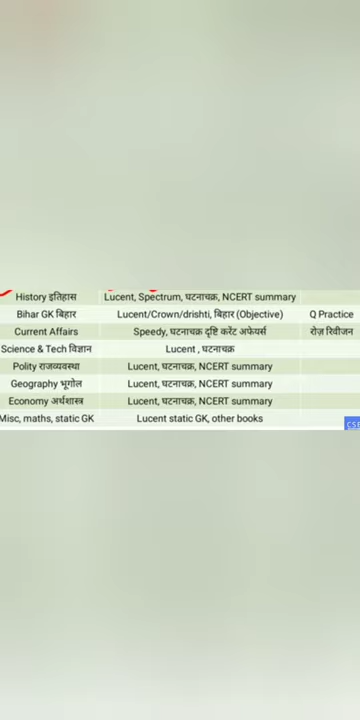 History इतिहास Lucent, Spectrum, घटनाचक्र, NCERT summary
Bihar GK बिहार Lucent/Crown/drishti, बिहार (Objective) Q Practice
Current Affairs Speedy, घटनाचक्र दृष्टि करेंट अफेयर्स रोज़ रिवीजन
Science & Tech विज्ञान Lucent , घटनाचक्र
Polity राजव्यवस्था Lucent, घटनाचक्र, NCERT summary
Geography भूगोल Lucent, घटनाचक्र, NCERT summary
Economy अर्थशास्त्र Lucent, घटनाचक्र, NCERT summary
Misc, maths, static GK Lucent static GK, other books